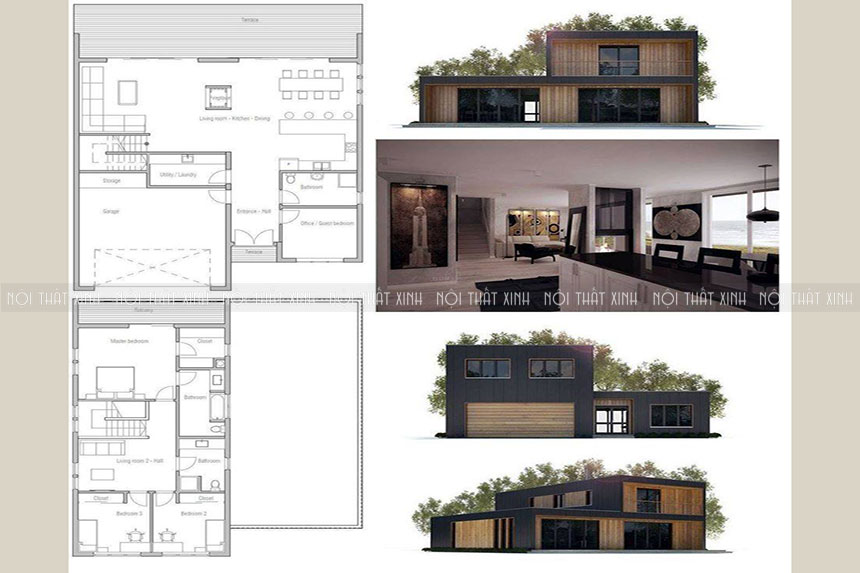 Terrace
Living room - Kitchen - Dining
Utility / Laundry
Storage
Bathroom
Garage
Entrance - Hall
Office / Guest bedroom
Terrace
NỘI THẤT XINH NỘI THẤT XINH NỘI THẤT XINH NỘI THẤT XINH NỘI THẤT XINH NỘI THẤT XINH NỘI THẤT XINH NỘI THẤT XINH
Balcony
Master bedroom
Closet
Bathroom
Living room 2 - Hall
Bathroom
Closet
Closet
Bedroom 3
Bedroom 2